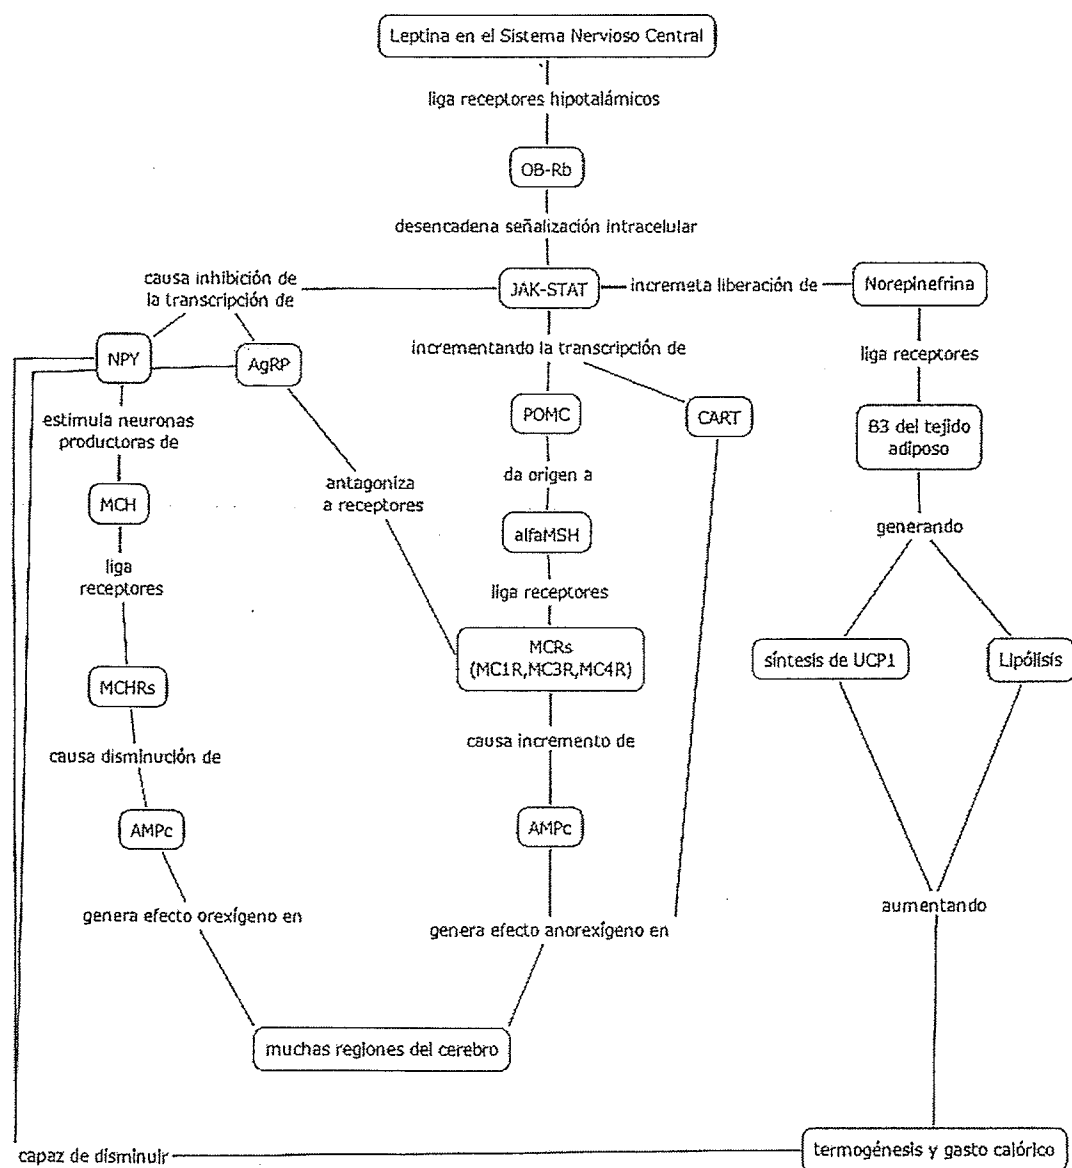 Leptina en el Sistema Nervioso Central
liga receptores hipotalámicos
OB-Rb
desencadena señalización intracelular
causa inhibición de
la transcripción de
JAK-STAT
incremeta liberación de
Norepinefrina
NPY
AgRP
incrementando la transcripción de
liga receptores
estimula neuronas
productoras de
POMC
CART
B3 del tejido
adiposo
MCH
antagoniza
a receptores
da origen a
alfaMSH
generando
liga
receptores
liga receptores
MCHRs
MCRs
(MC1R,MC3R,MC4R)
síntesis de UCP1
Lipólisis
causa disminución de
causa incremento de
AMPc
AMPc
genera efecto orexígeno en
genera efecto anorexígeno en
aumentando
muchas regiones del cerebro
capaz de disminuir
termogénesis y gasto calórico